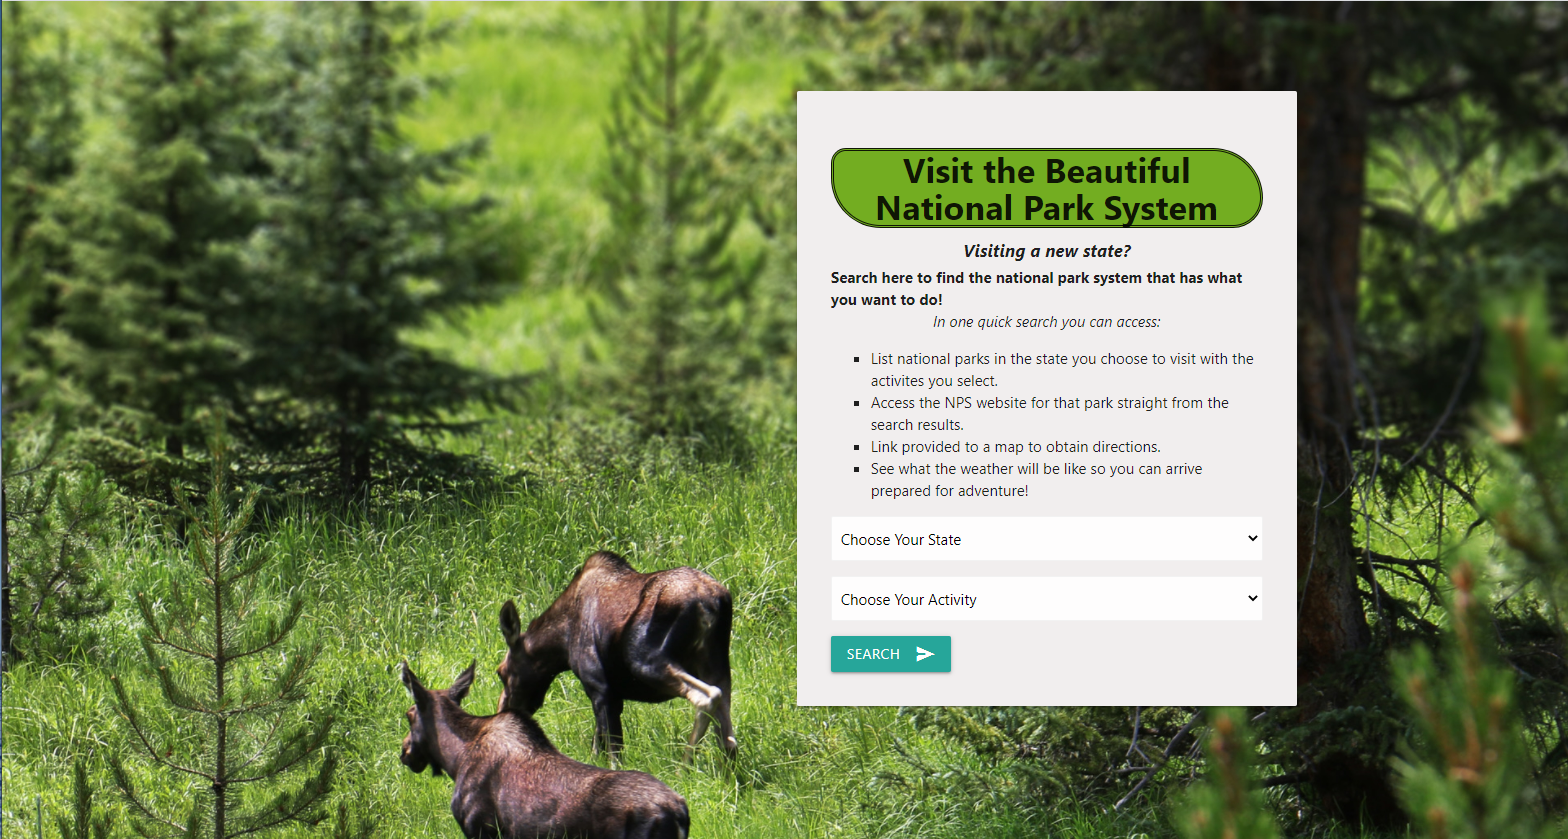 Visit the Beautiful
National Park System
Visiting a new state?
Search here to find the national park system that has what
you want to do!
In one quick search you can access:
List national parks in the state you choose to visit with the
activites you select.
Access the NPS website for that park straight from the
search results.
Link provided to a map to obtain directions.
See what the weather will be like so you can arrive
prepared for adventure!
Choose Your State
Choose Your Activity
SEARCH